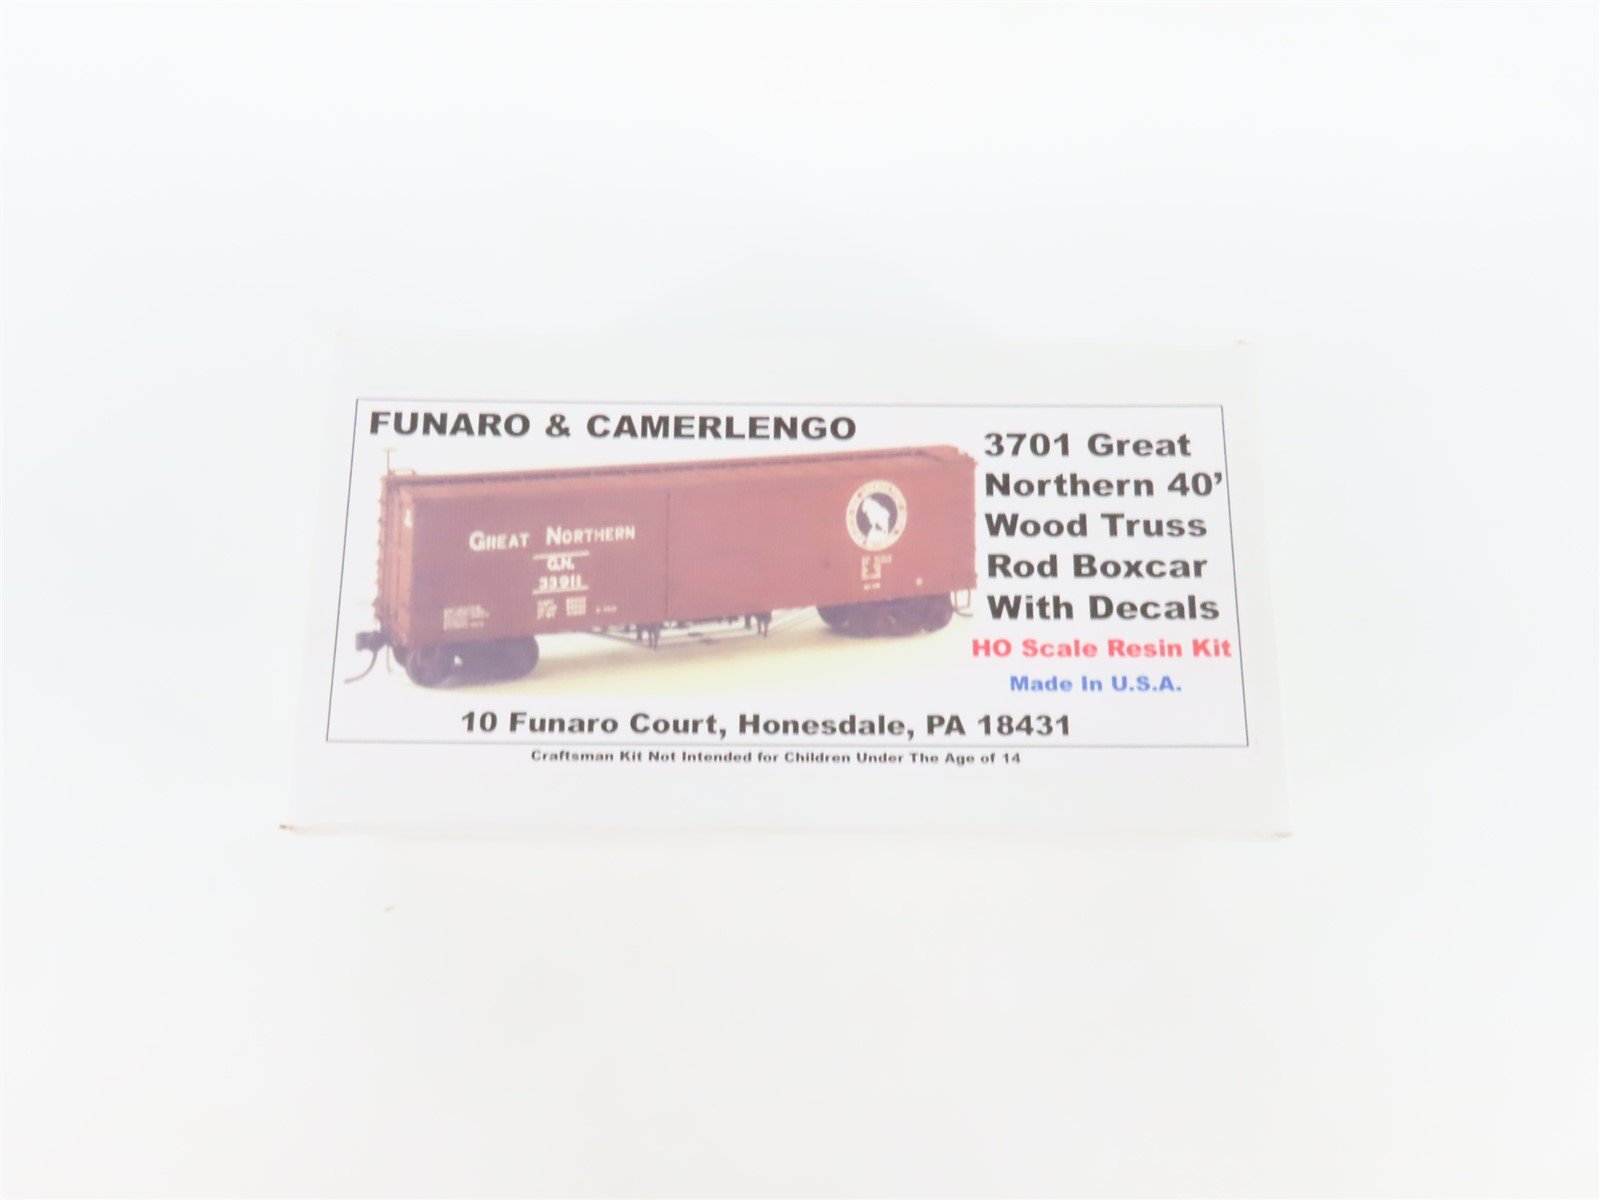 FUNARO & CAMERLENGO
3701 Great
Northern 40’
Wood Truss
Rod Boxcar
With Decals
HO Scale Resin Kit
Made In U.S.A.
GREAT NORTHERN
G.N.
33911
10 Funaro Court, Honesdale, PA 18431
Craftsman Kit Not Intended for Children Under The Age of 14